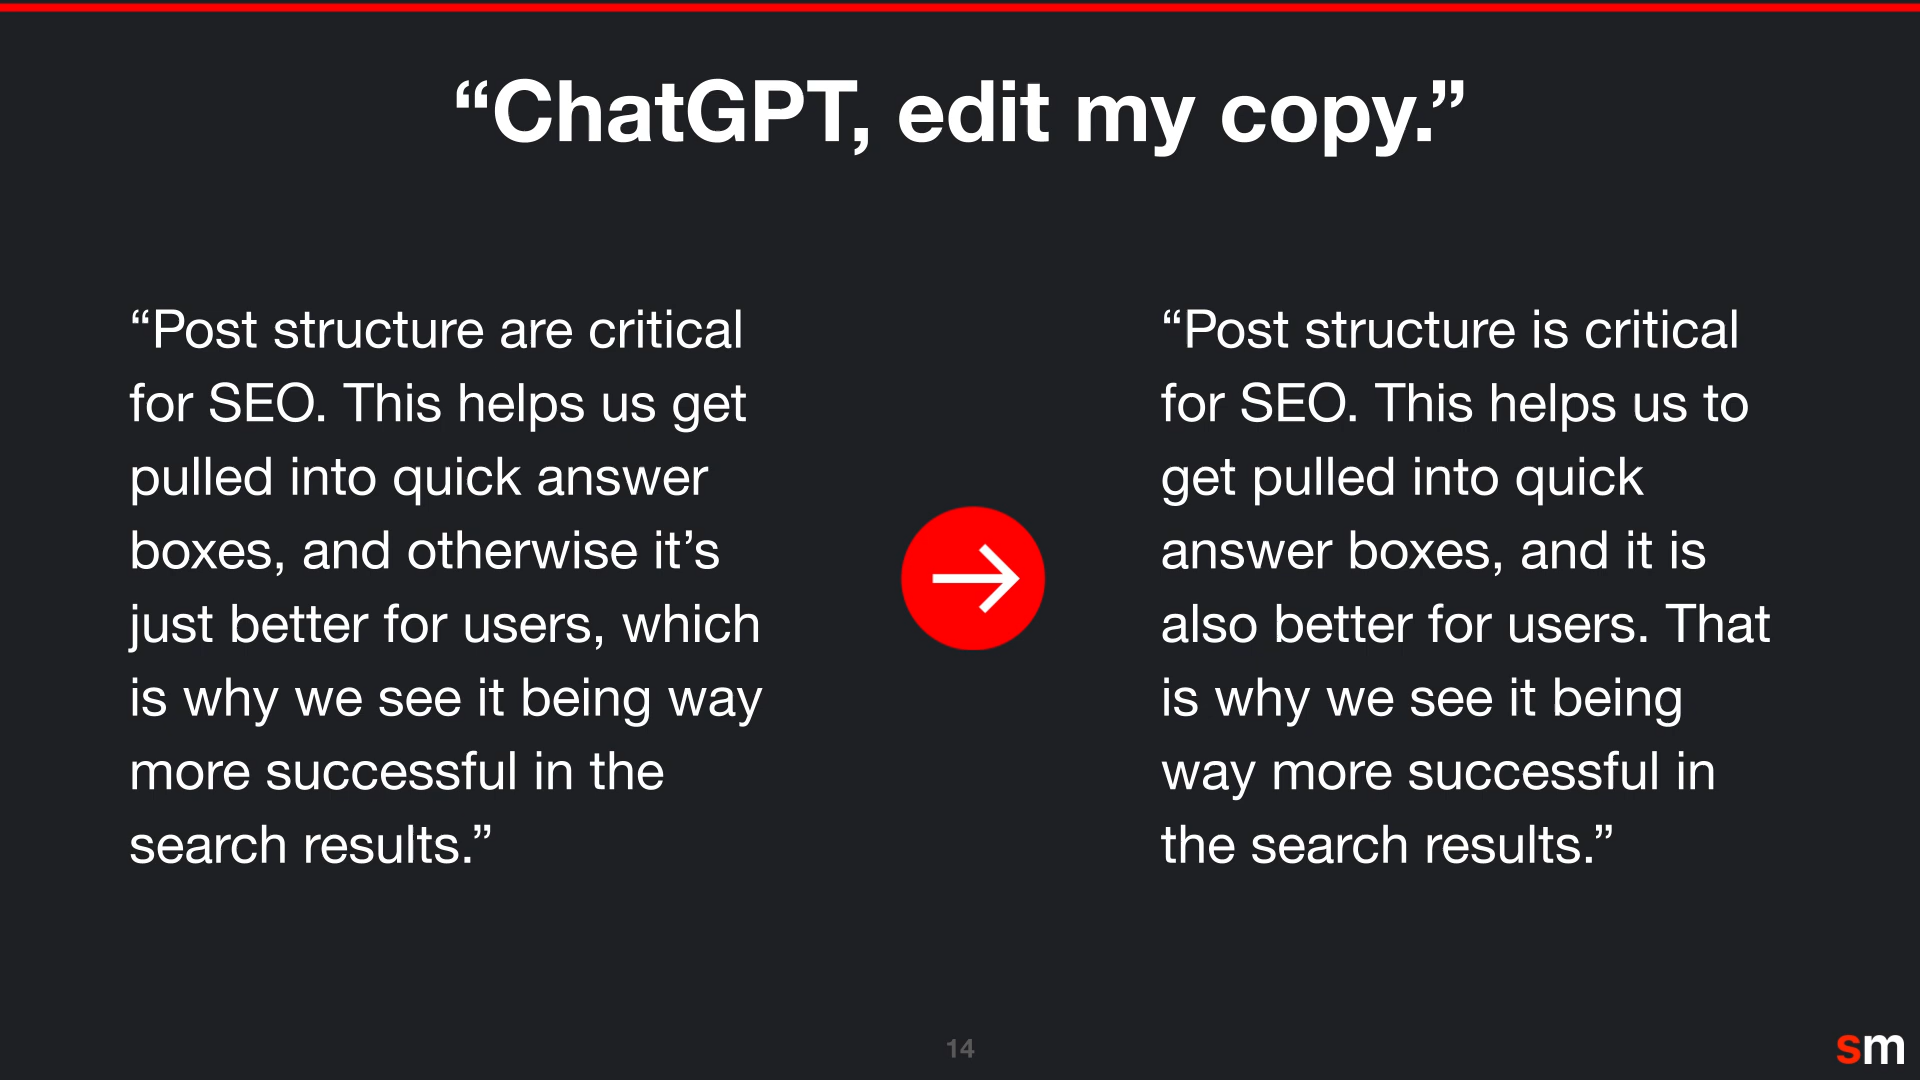 “ChatGPT, edit my copy.”
“Post structure are critical
for SEO. This helps us get
pulled into quick answer
boxes, and otherwise it’s
just better for users, which
is why we see it being way
more successful in the
search results.”
“Post structure is critical
for SEO. This helps us to
get pulled into quick
answer boxes, and it is
also better for users. That
is why we see it being
way more successful in
the search results.”
14
sm